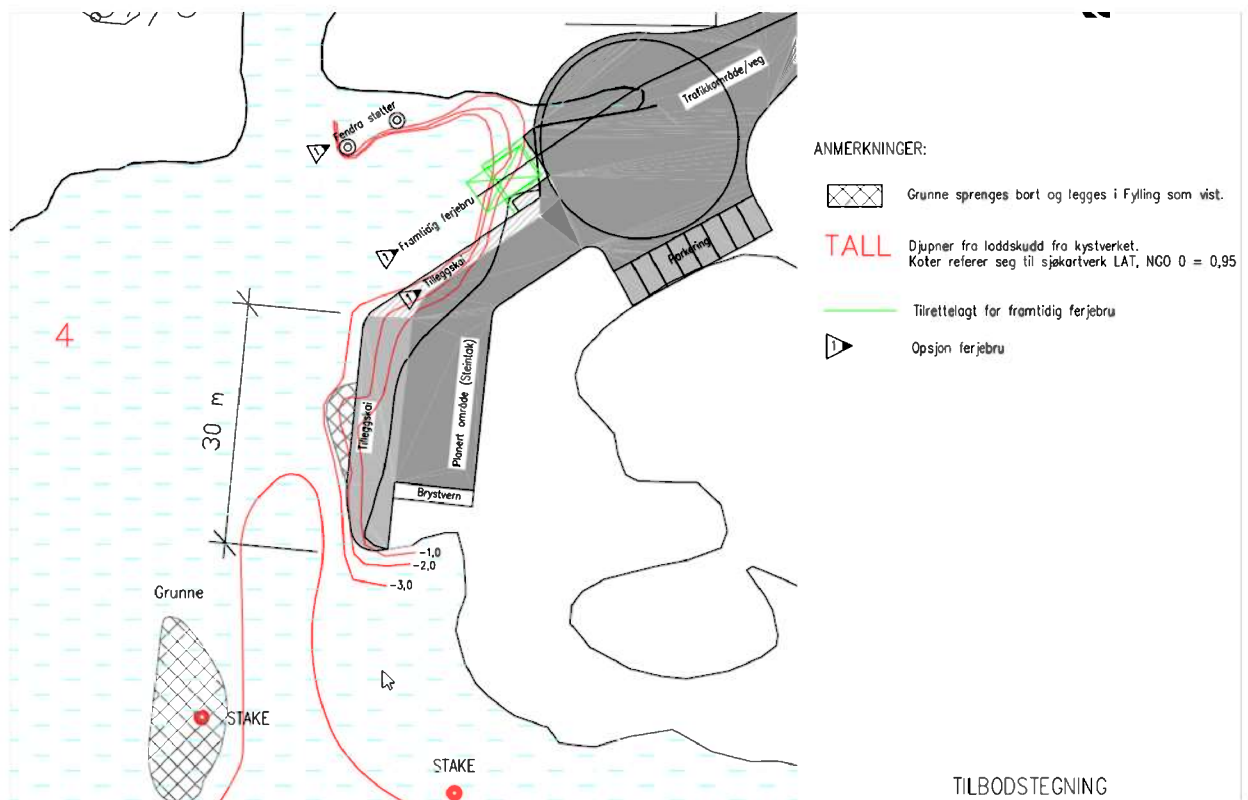 Fendra støtter
1
Trafikkområde/veg
Framtidig ferjebru
1
Tilleggskai
1
Parkering
4
30 m
Tilleggskai
Planert område (Steintak)
Brystvern
-1,0
-2,0
-3,0
Grunne
STAKE
STAKE
ANMERKNINGER:
Grunne sprenges bort og legges i Fylling som vist.
TALL
Djupner fra loddskudd fra kystverket.
Koter referer seg til sjøkartverk LAT, NGO 0 = 0,95
Tilrettelagt for framtidig ferjebru
1
Opsjon ferjebru
TILBODSTEGNING